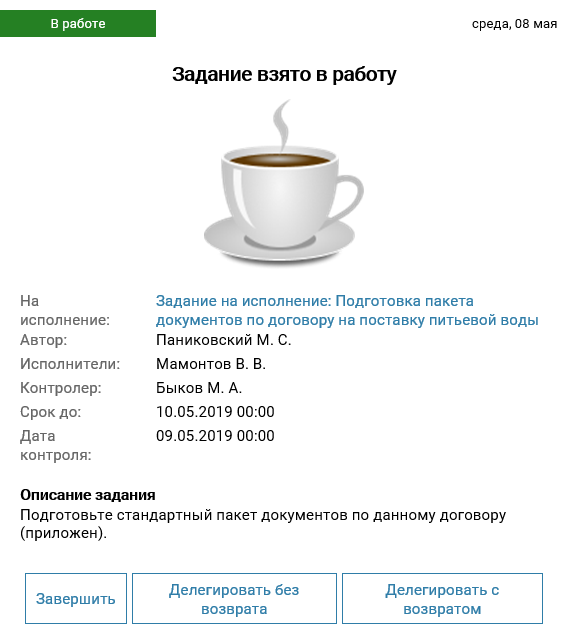 В работе
среда, 08 мая
Задание взято в работу
На
исполнение:
Задание на исполнение: Подготовка пакета
документов по договору на поставку питьевой воды
Автор: Паниковский М. С.
Исполнители: Мамонтов В. В.
Контролер: Быков М. А.
Срок до: 10.05.2019 00:00
Дата
контроля:
09.05.2019 00:00
Описание задания
Подготовьте стандартный пакет документов по данному договору
(приложен).
Завершить
Делегировать без
возврата
Делегировать с
возвратом